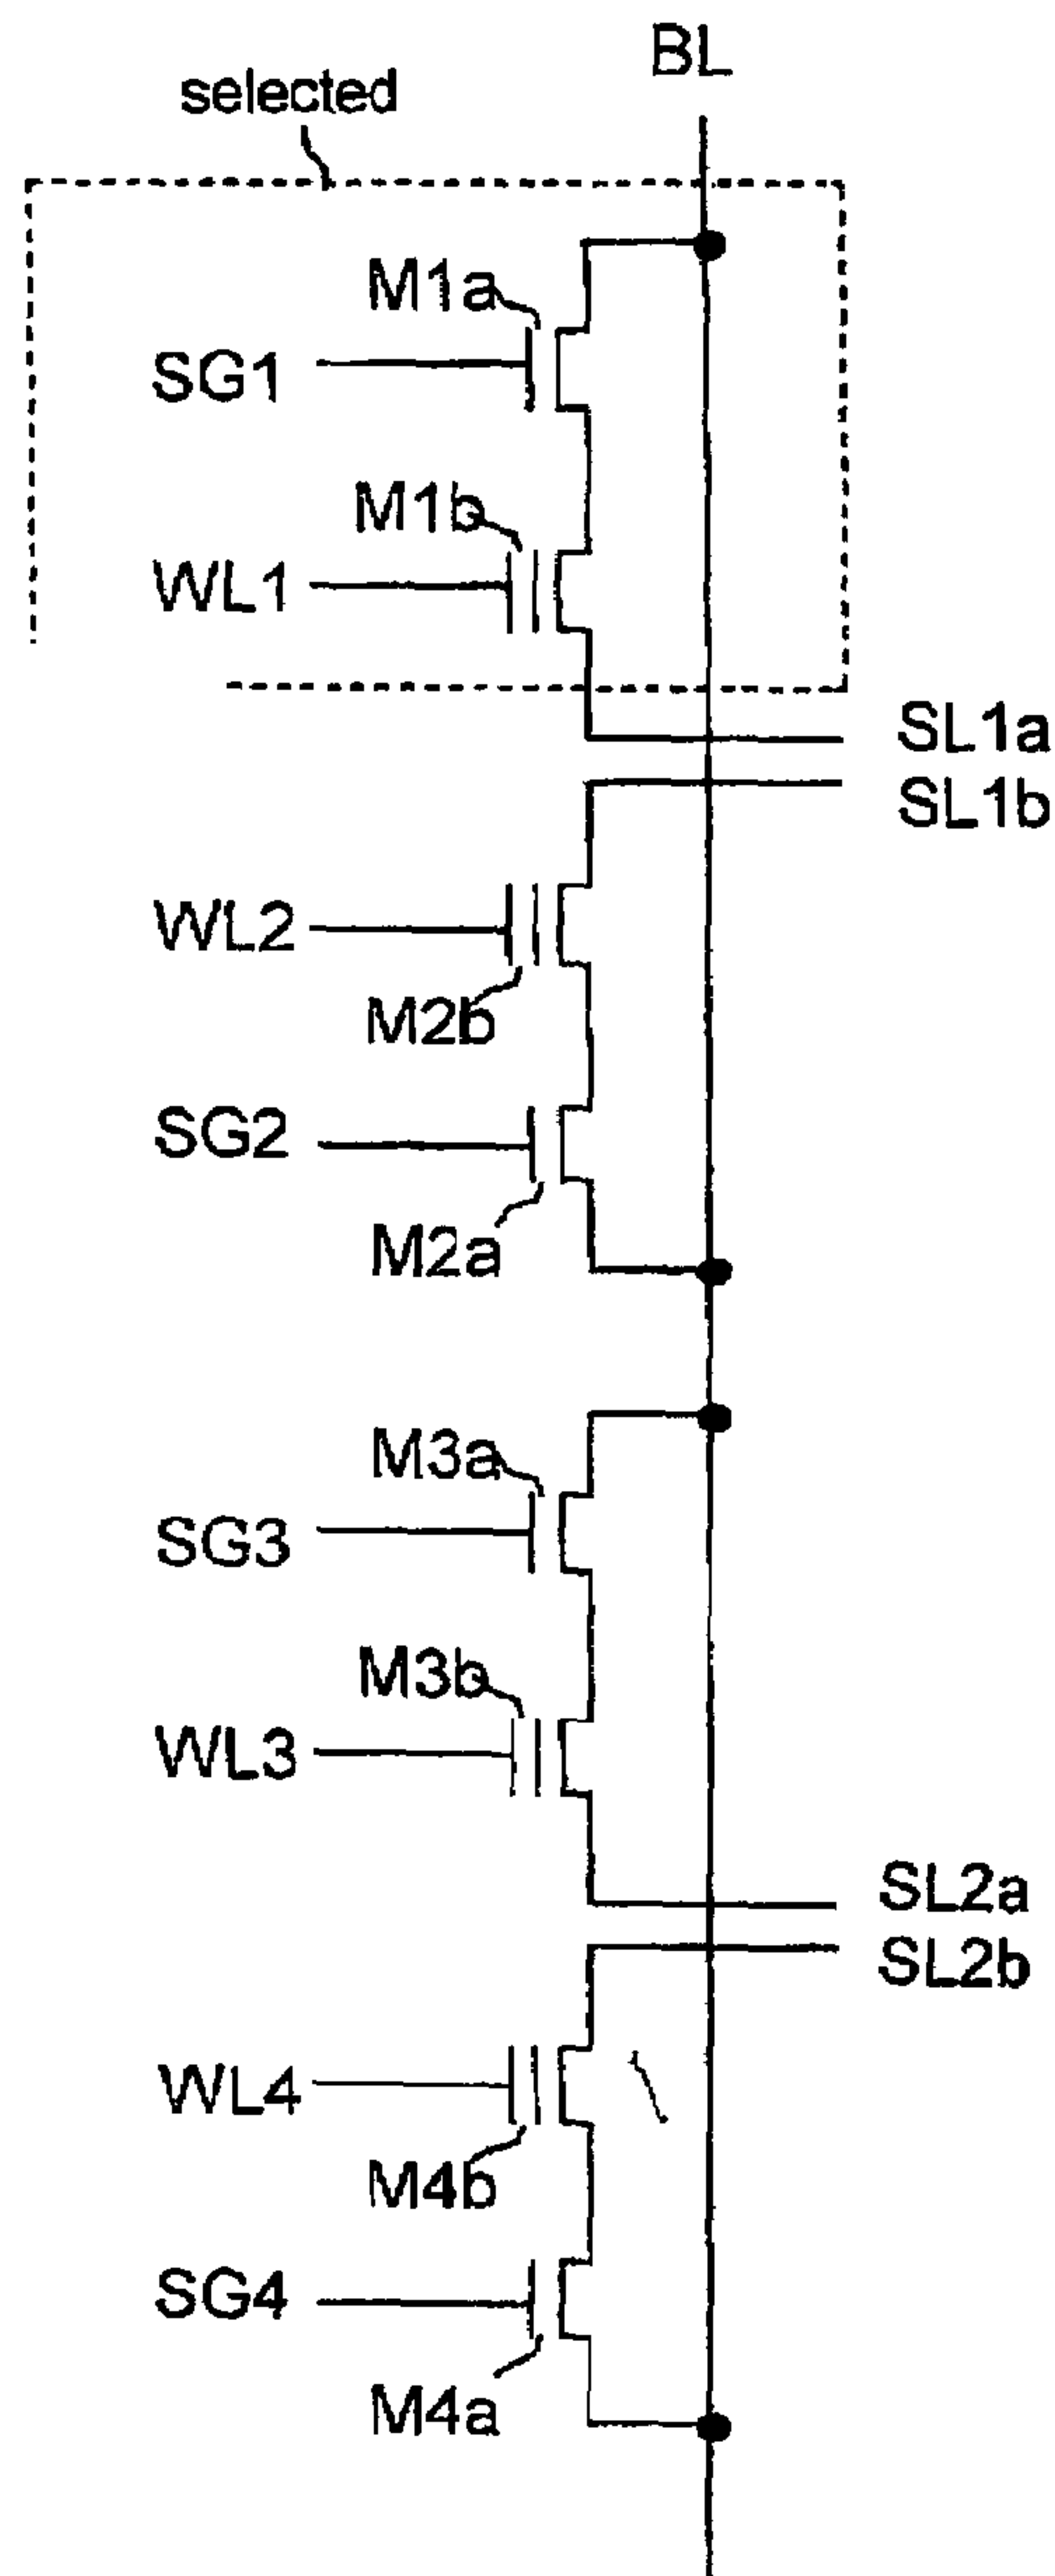 BL
selected
M1a
SG1
M1b
WL1
SL1a
SL1b
WL2
M2b
SG2
M2a
M3a
SG3
M3b
WL3
SL2a
SL2b
WL4
M4b
SG4
M4a